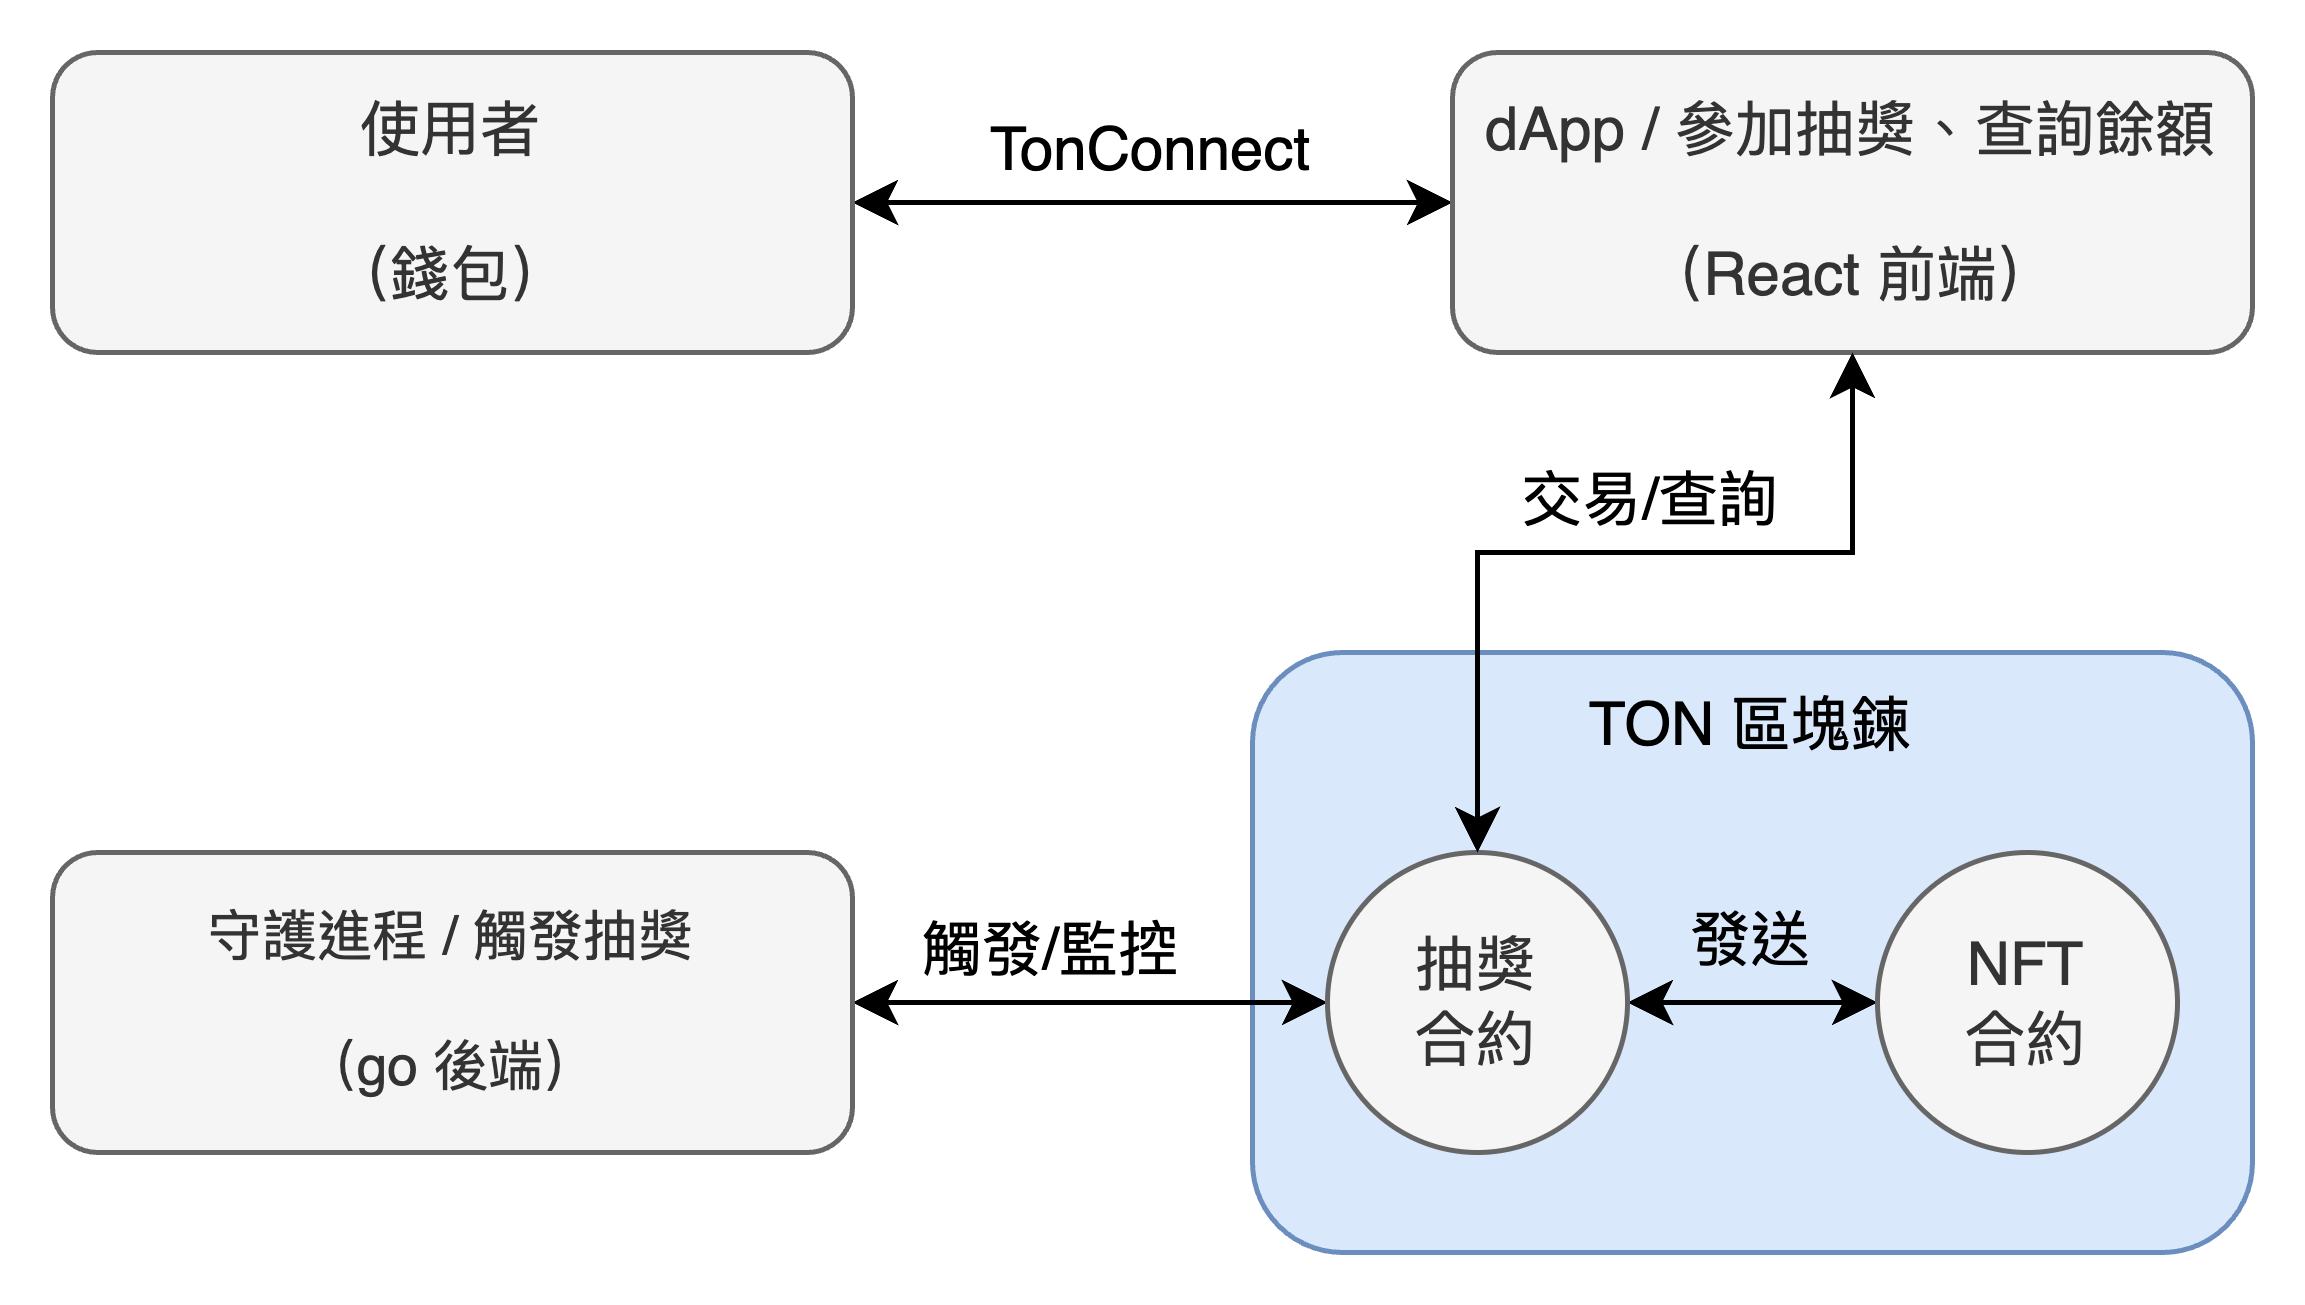 使用者
(錢包)
TonConnect
dApp / 參加抽獎、查詢餘額
(React 前端)
交易/查詢
TON 區塊鍊
守護進程 / 觸發抽獎
(go 後端)
觸發/監控
抽獎
合約
發送
NFT
合約